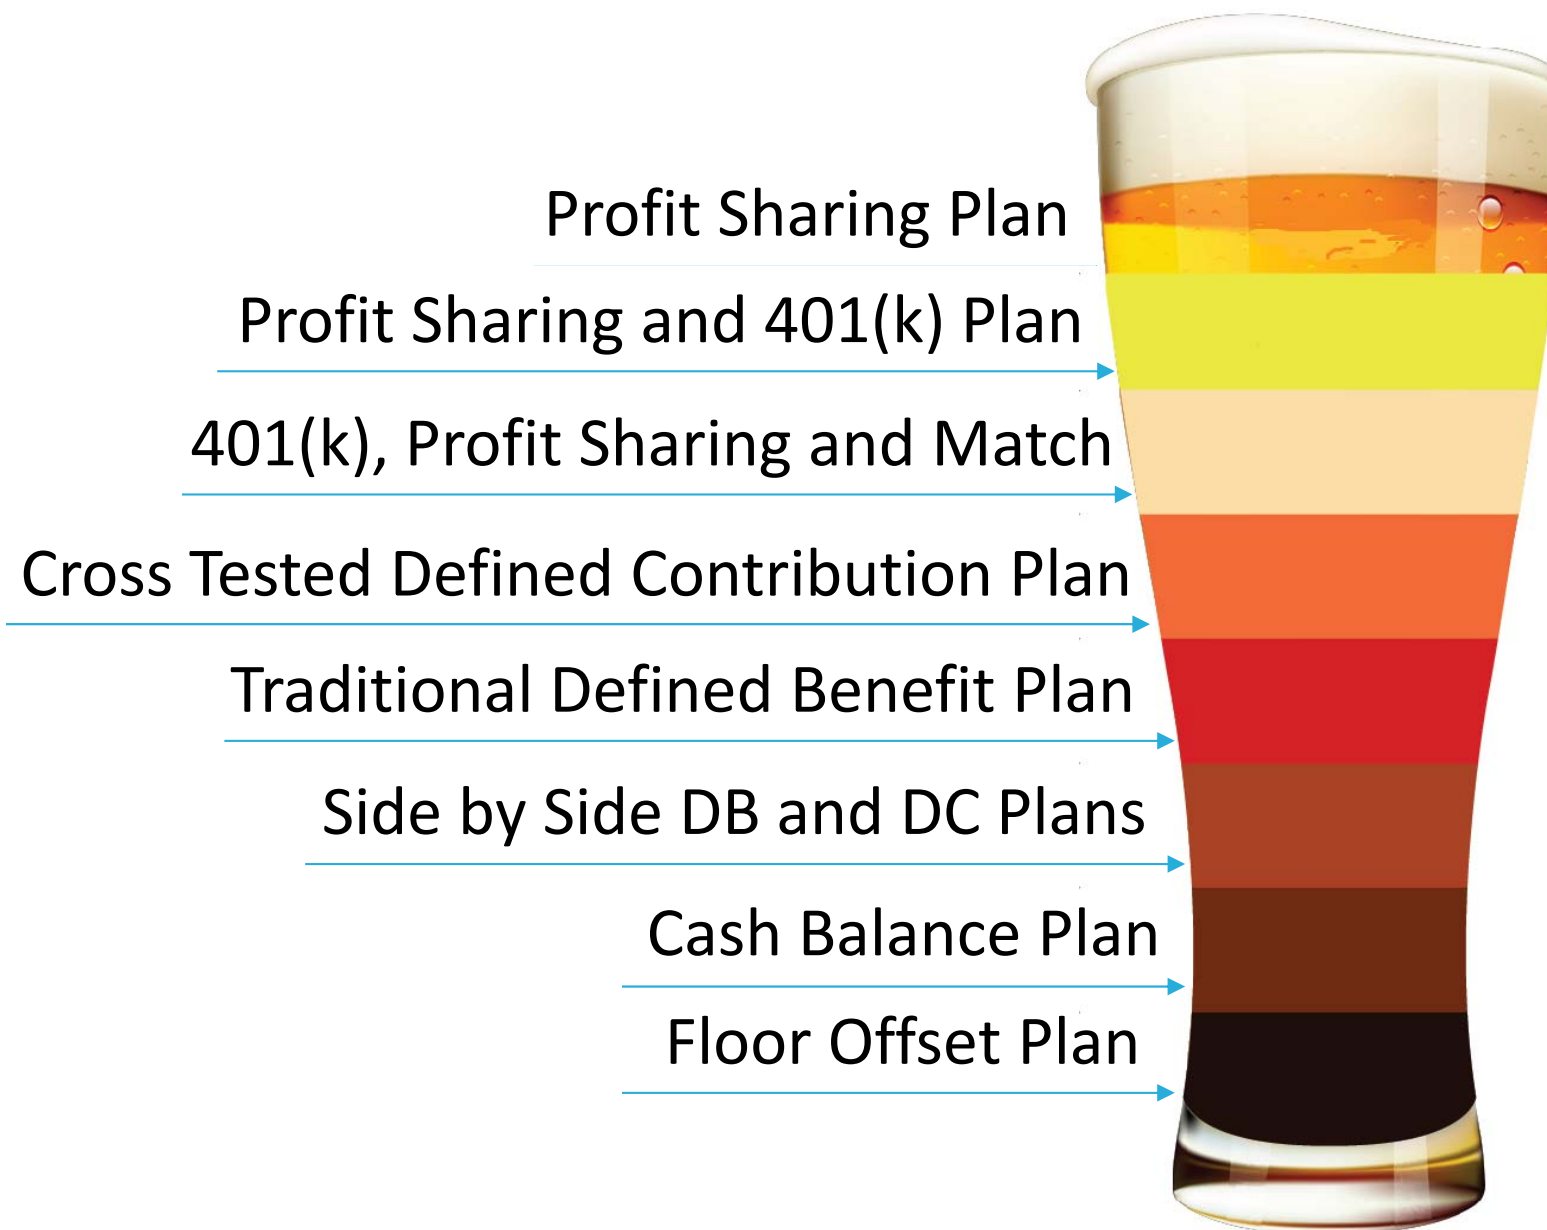 Profit Sharing Plan
Profit Sharing and 401(k) Plan
401(k), Profit Sharing and Match
Cross Tested Defined Contribution Plan
Traditional Defined Benefit Plan
Side by Side DB and DC Plans
Cash Balance Plan
Floor Offset Plan